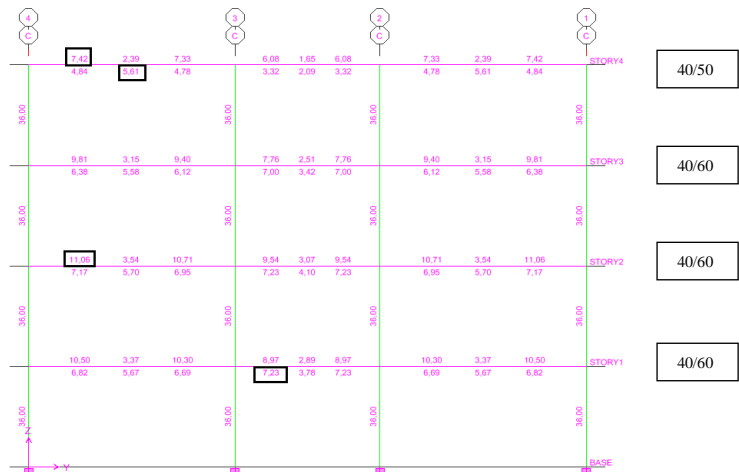 4 3 2 1
C C C C
7,42 2,39 7,33 6,08 1,65 6,08 7,33 2,39 7,42 STORY4
4,84 5,61 4,78 3,32 2,09 3,32 4,78 5,61 4,84
40/50
36.00 36.00 36.00 36.00
9,81 3,15 9,40 7,76 2,51 7,76 9,40 3,15 9,81 STORY3
6,38 5,58 6,12 7,00 3,42 7,00 6,12 5,58 6,38
40/60
36.00 36.00 36.00 36.00
11,06 3,54 10,71 9,54 3,07 9,54 10,71 3,54 11,06 STORY2
7,17 5,70 6,95 7,23 4,10 7,23 6,95 5,70 7,17
40/60
36.00 36.00 36.00 36.00
10,50 3,37 10,30 8,97 2,89 8,97 10,30 3,37 10,50 STORY1
6,82 5,67 6,69 7,23 3,78 7,23 6,69 5,67 6,82
40/60
36.00 36.00 36.00 36.00
Z
Y
BASE